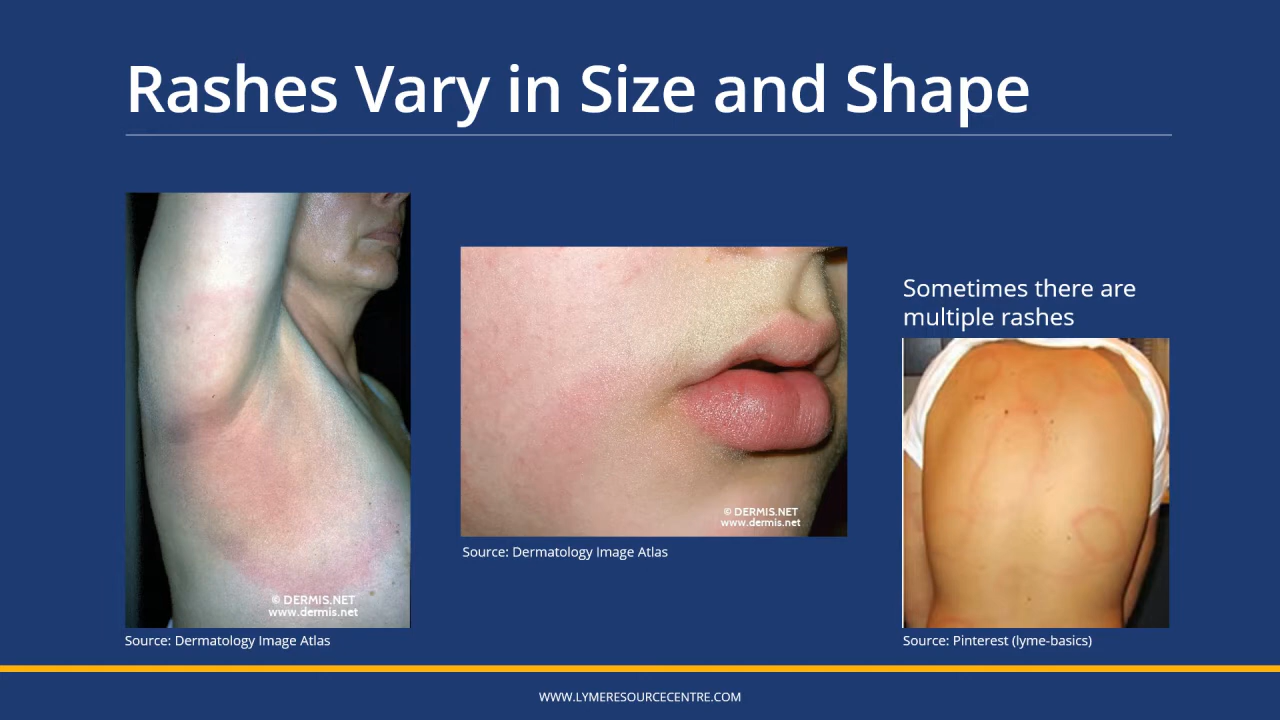 Rashes Vary in Size and Shape
© DERMIS.NET
www.dermis.net
Source: Dermatology Image Atlas
© DERMIS.NET
www.dermis.net
Source: Dermatology Image Atlas
Sometimes there are
multiple rashes
Source: Pinterest (lyme-basics)
WWW.LYMERESOURCECENTRE.COM